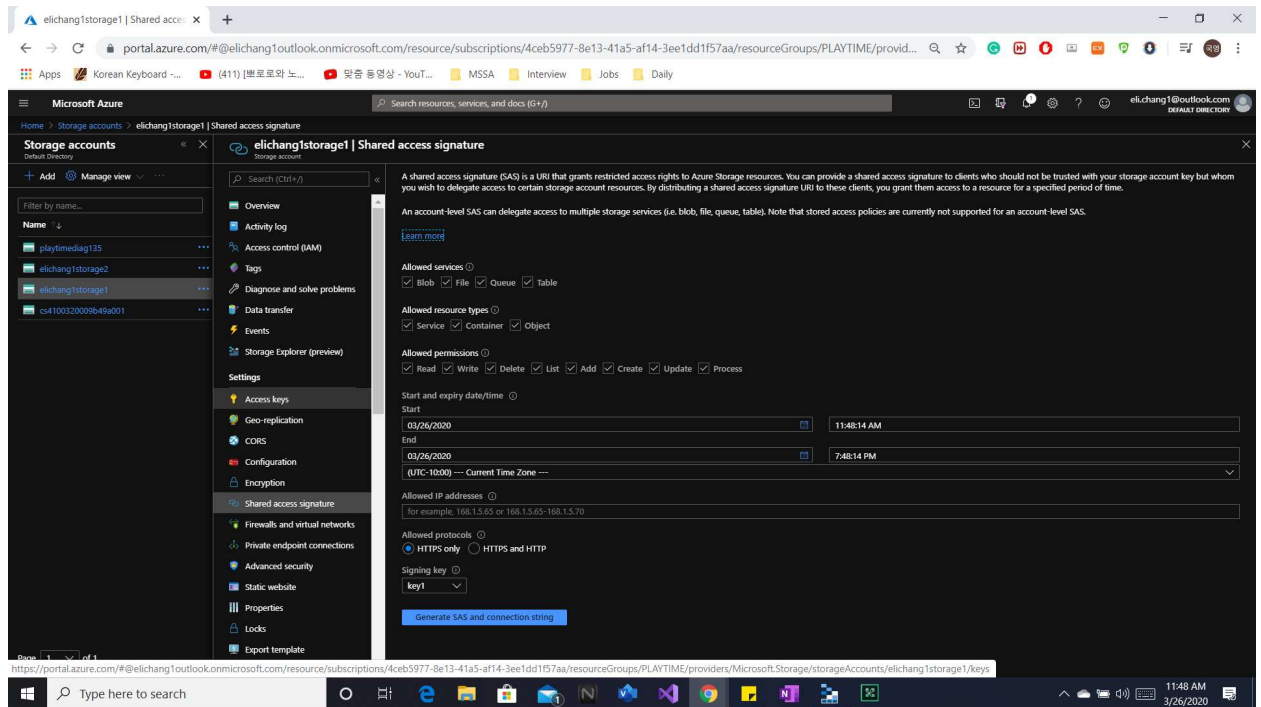 elichang1storage1 | Shared acce
portal.azure.com/#@elichang1outlook.onmicrosoft.com/resource/subscriptions/4ceb5977-8e13-41a5-af14-3ee1dd1f57aa/resourceGroups/PLAYTIME/provid...
Apps Korean Keyboard -... (411) [뽀로로와 노... 맞춤 동영상 - YouT... MSSA Interview Jobs Daily
Microsoft Azure
Search resources, services, and docs (G+/)
eli.chang1@outlook.com
DEFAULT DIRECTORY
Home > Storage accounts > elichang1storage1 | Shared access signature
Storage accounts
Default Directory
+ Add Manage view ...
Filter by name...
Name
playtimediag135
elichang1storage2
elichang1storage1
cs4100320009b49a001
Page 1 of 1
elichang1storage1 | Shared access signature
Storage account
Search (Ctrl+/)
Overview
Activity log
Access control (IAM)
Tags
Diagnose and solve problems
Data transfer
Events
Storage Explorer (preview)
Settings
Access keys
Geo-replication
CORS
Configuration
Encryption
Shared access signature
Firewalls and virtual networks
Private endpoint connections
Advanced security
Static website
Properties
Locks
Export template
A shared access signature (SAS) is a URI that grants restricted access rights to Azure Storage resources. You can provide a shared access signature to clients who should not be trusted with your storage account key but whom
you wish to delegate access to certain storage account resources. By distributing a shared access signature URI to these clients, you grant them access to a resource for a specified period of time.
An account-level SAS can delegate access to multiple storage services (i.e. blob, file, queue, table). Note that stored access policies are currently not supported for an account-level SAS.
Learn more
Allowed services
Blob File Queue Table
Allowed resource types
Service Container Object
Allowed permissions
Read Write Delete List Add Create Update Process
Start and expiry date/time
Start
03/26/2020 11:48:14 AM
End
03/26/2020 7:48:14 PM
(UTC-10:00) --- Current Time Zone ---
Allowed IP addresses
for example, 168.1.5.65 or 168.1.5.65-168.1.5.70
Allowed protocols
HTTPS only HTTPS and HTTP
Signing key
key1
Generate SAS and connection string
https://portal.azure.com/#@elichang1outlook.onmicrosoft.com/resource/subscriptions/4ceb5977-8e13-41a5-af14-3ee1dd1f57aa/resourceGroups/PLAYTIME/providers/Microsoft.Storage/storageAccounts/elichang1storage1/keys
Type here to search
11:48 AM
3/26/2020